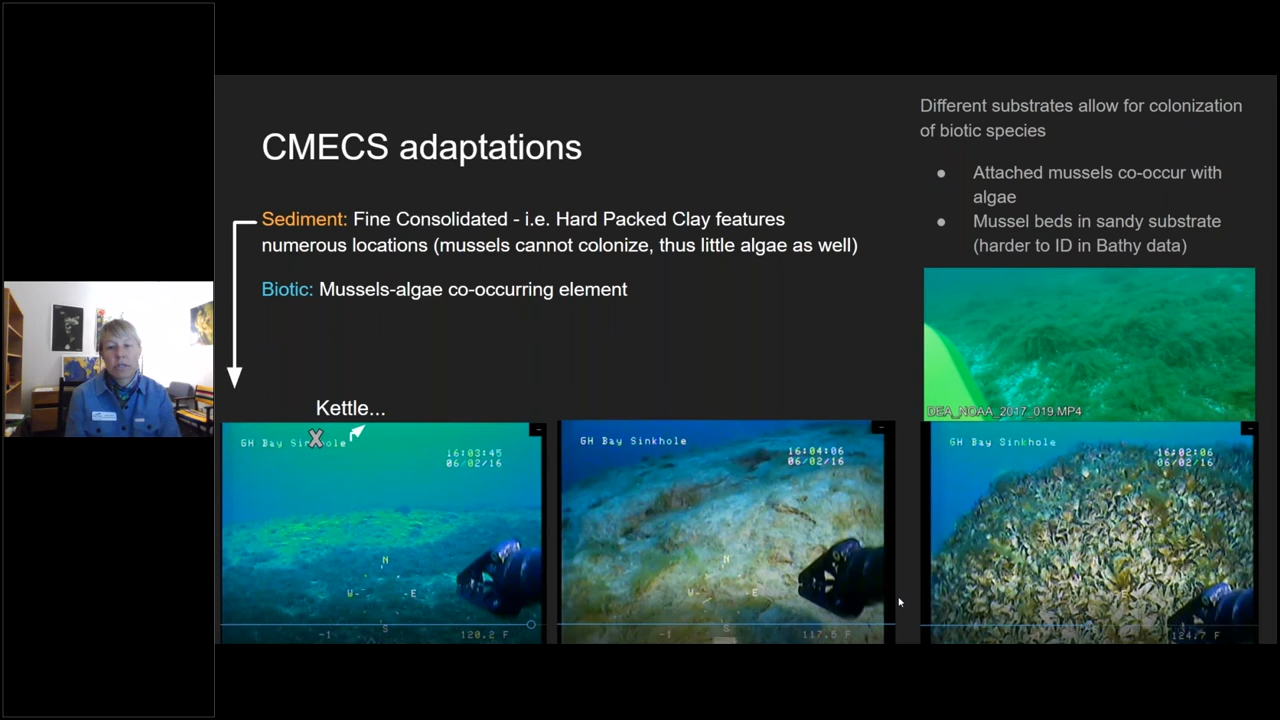 CMECS adaptations
Sediment: Fine Consolidated - i.e. Hard Packed Clay features
numerous locations (mussels cannot colonize, thus little algae as well)
Biotic: Mussels-algae co-occurring element
Different substrates allow for colonization
of biotic species
● Attached mussels co-occur with
algae
● Mussel beds in sandy substrate
(harder to ID in Bathy data)
DEA_NOAA_2017_019.MP4
Kettle...
GH Bay Sinkhole
16:03:45
06/02/16
N
W- -E
S
-1 120.2 F
GH Bay Sinkhole
16:04:06
06/02/16
N
W- -E
S
-1 117.5 F
GH Bay Sinkhole
16:02:06
06/02/16
124.7 F